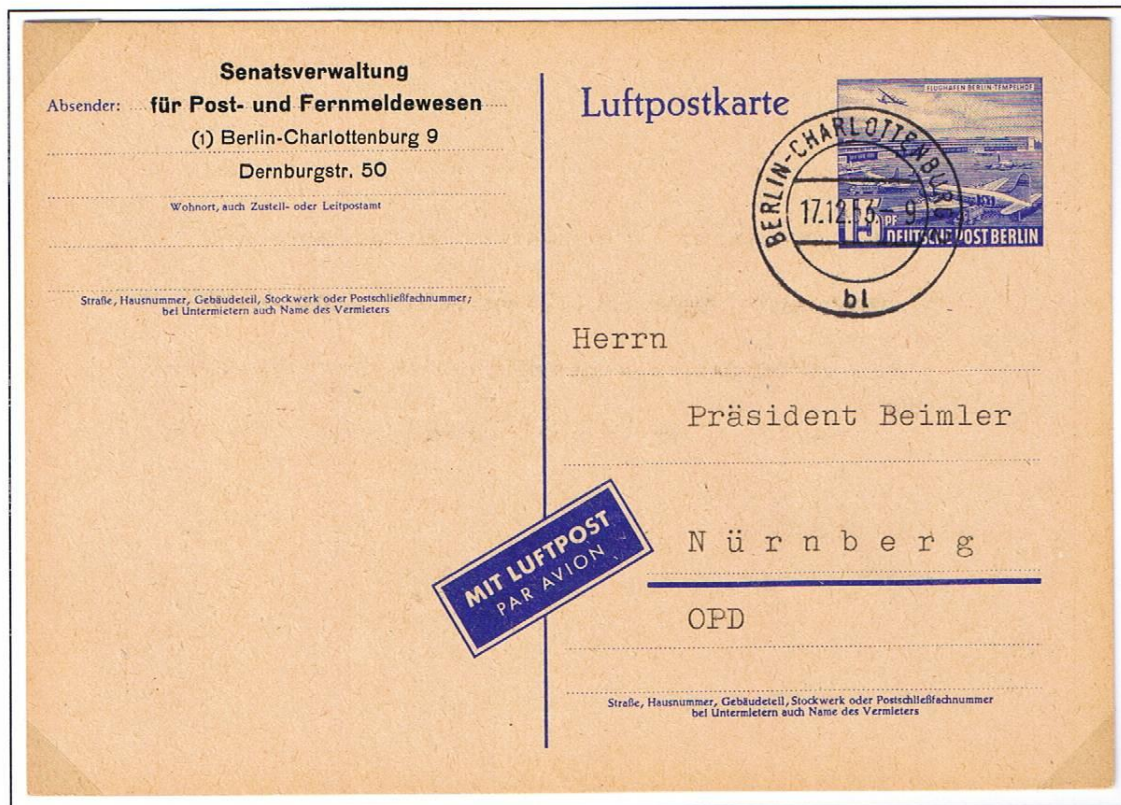 Senatsverwaltung
Absender: für Post- und Fernmeldewesen
(1) Berlin-Charlottenburg 9
Dernburgstr. 50
Wohnort, auch Zustell- oder Leitpostamt
Straße, Hausnummer, Gebäudeteil, Stockwerk oder Postschließfachnummer;
bei Untermietern auch Name des Vermieters
Luftpostkarte
FLUGHAFEN BERLIN-TEMPELHOF
15 PF
DEUTSCHE POST BERLIN
BERLIN-CHARLOTTENBURG
17.12.53.- 9
bl
Herrn
Präsident Beimler
Nürnberg
OPD
MIT LUFTPOST
PAR AVION
Straße, Hausnummer, Gebäudeteil, Stockwerk oder Postschließfachnummer
bei Untermietern auch Name des Vermieters